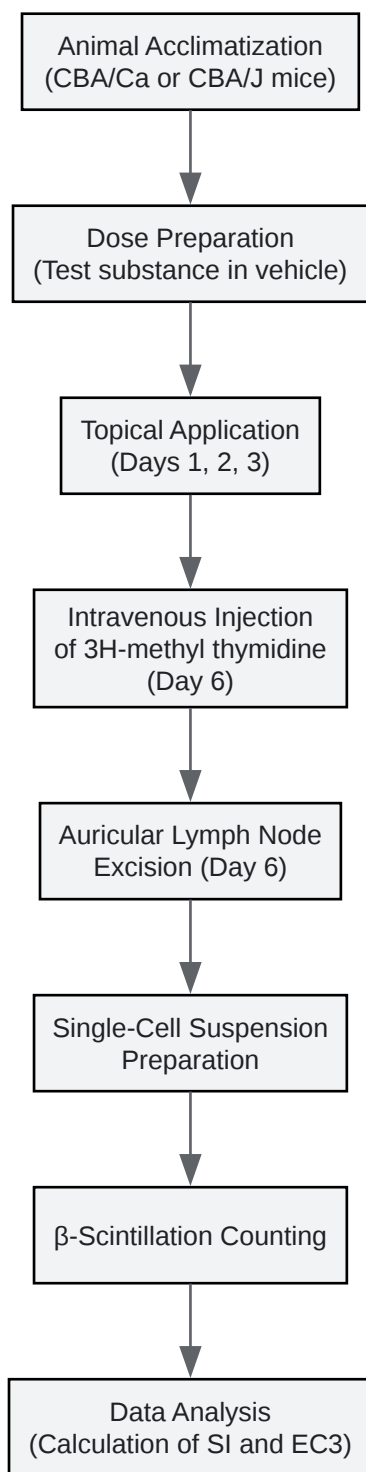 Animal Acclimatization
(CBA/Ca or CBA/J mice)
Dose Preparation
(Test substance in vehicle)
Topical Application
(Days 1, 2, 3)
Intravenous Injection
of 3H-methyl thymidine
(Day 6)
Auricular Lymph Node
Excision (Day 6)
Single-Cell Suspension
Preparation
β-Scintillation Counting
Data Analysis
(Calculation of SI and EC3)